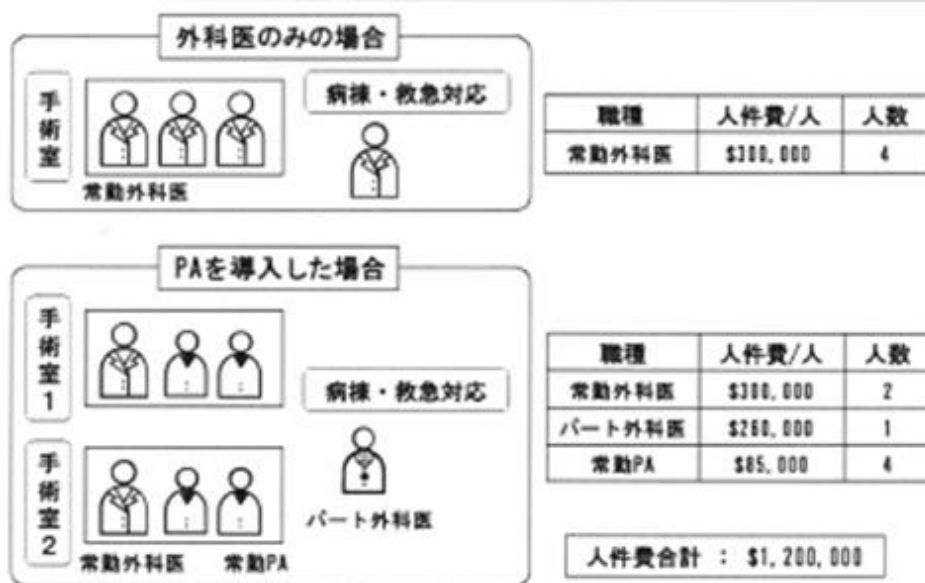 外科医のみの場合
手術室
病棟・救急対応
常勤外科医
職種 人件費/人 人数
常勤外科医 $300,000 4
PAを導入した場合
手術室1
病棟・救急対応
手術室2
パート外科医
常勤外科医 常勤PA
職種 人件費/人 人数
常勤外科医 $300,000 2
パート外科医 $260,000 1
常勤PA $85,000 4
人件費合計 : $1,200,000